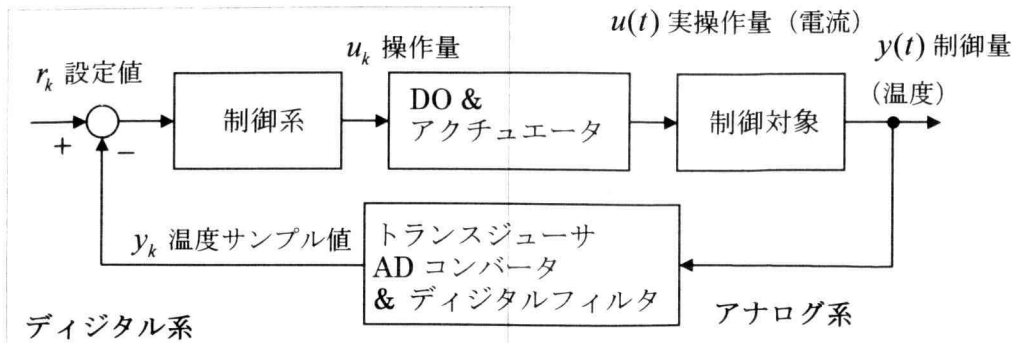 u(t) 実操作量(電流)
u_k 操作量
y(t) 制御量
r_k 設定値
(温度)
制御系
DO &
アクチュエータ
制御対象
+
−
y_k 温度サンプル値
トランスジューサ
AD コンバータ
& ディジタルフィルタ
ディジタル系
アナログ系